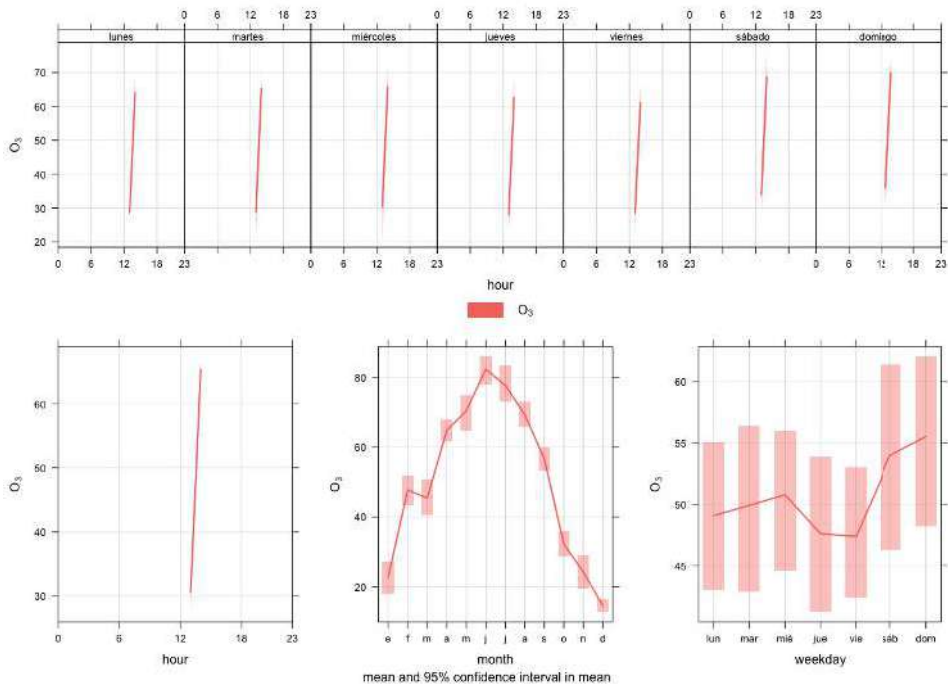 0 6 12 18 23 0 6 12 18 23 0 6 12 18 23
lunes martes miércoles jueves viernes sábado domingo
70
60
50
40
30
20
O₃
0 6 12 18 23 0 6 12 18 23 0 6 12 18 23 0 6 12 18 23
hour
O₃
60
50
40
30
O₃
0 6 12 18 23
hour
80
60
40
20
O₃
e f m a m j j a s o n d
month
mean and 95% confidence interval in mean
O₃
60
55
50
45
lun mar mié jue vie sáb dom
weekday